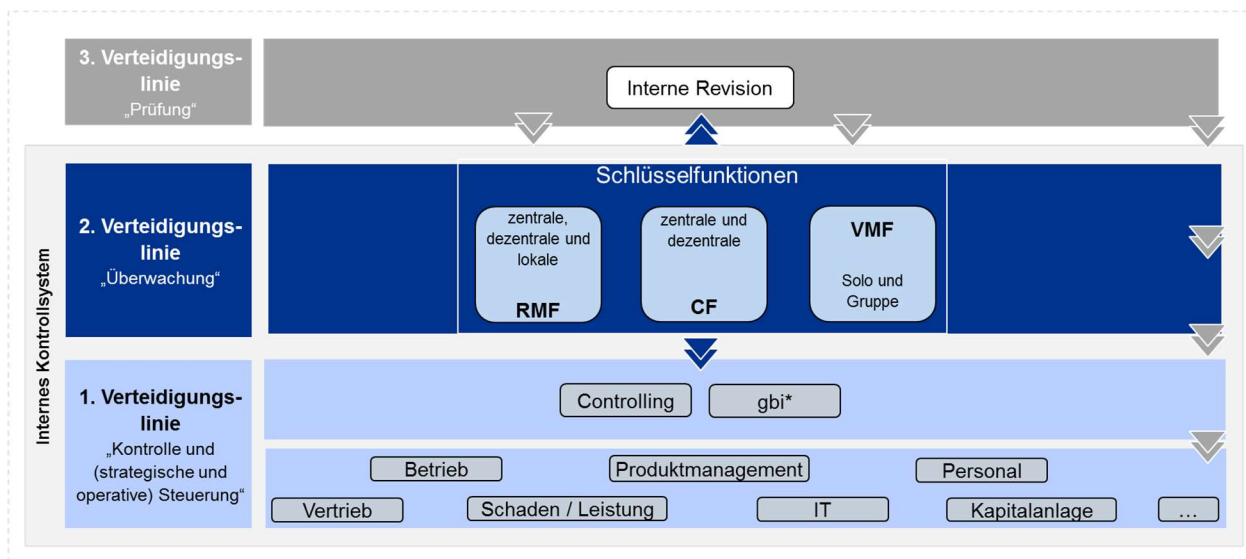 3. Verteidigungs-
linie
„Prüfung“
Interne Revision
Internes Kontrollsystem
2. Verteidigungs-
linie
„Überwachung“
Schlüsselfunktionen
zentrale,
dezentrale und
lokale
RMF
zentrale und
dezentrale
CF
VMF
Solo und
Gruppe
1. Verteidigungs-
linie
„Kontrolle und
(strategische und
operative) Steuerung“
Controlling
gbi*
Betrieb
Produktmanagement
Personal
Vertrieb
Schaden / Leistung
IT
Kapitalanlage
...